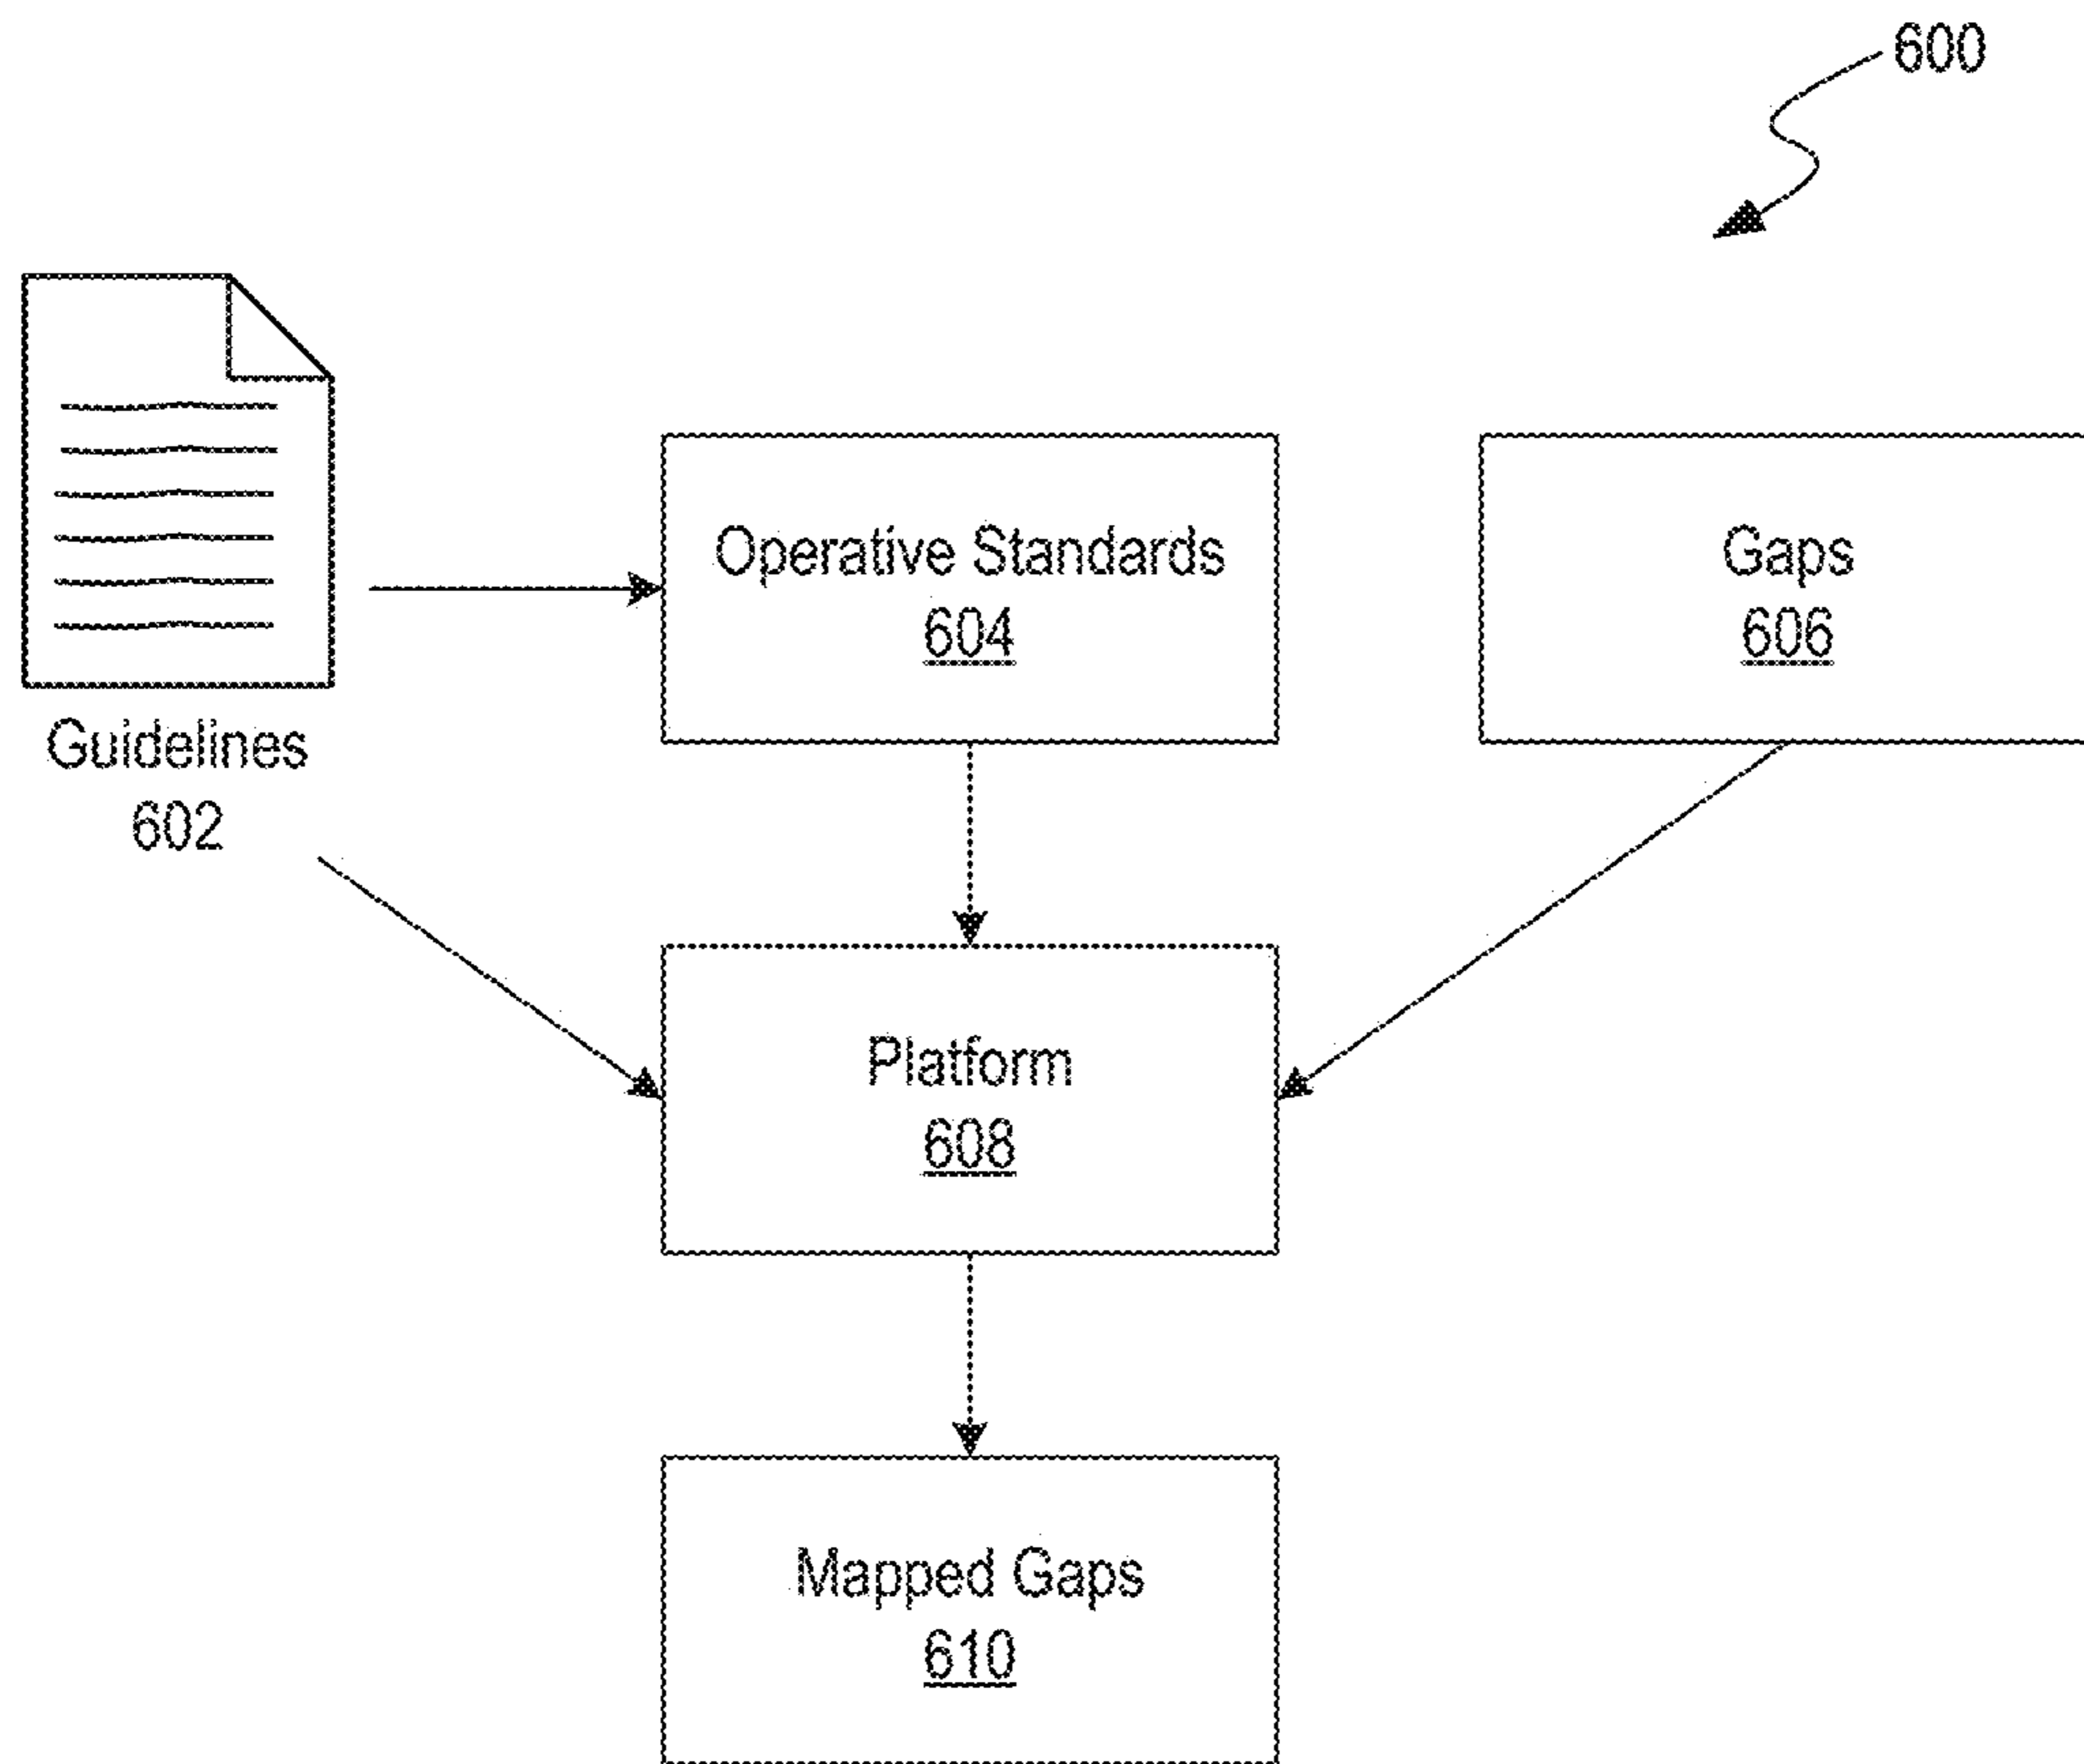 600
Operative Standards
604
Gaps
606
Guidelines
602
Platform
608
Mapped Gaps
610